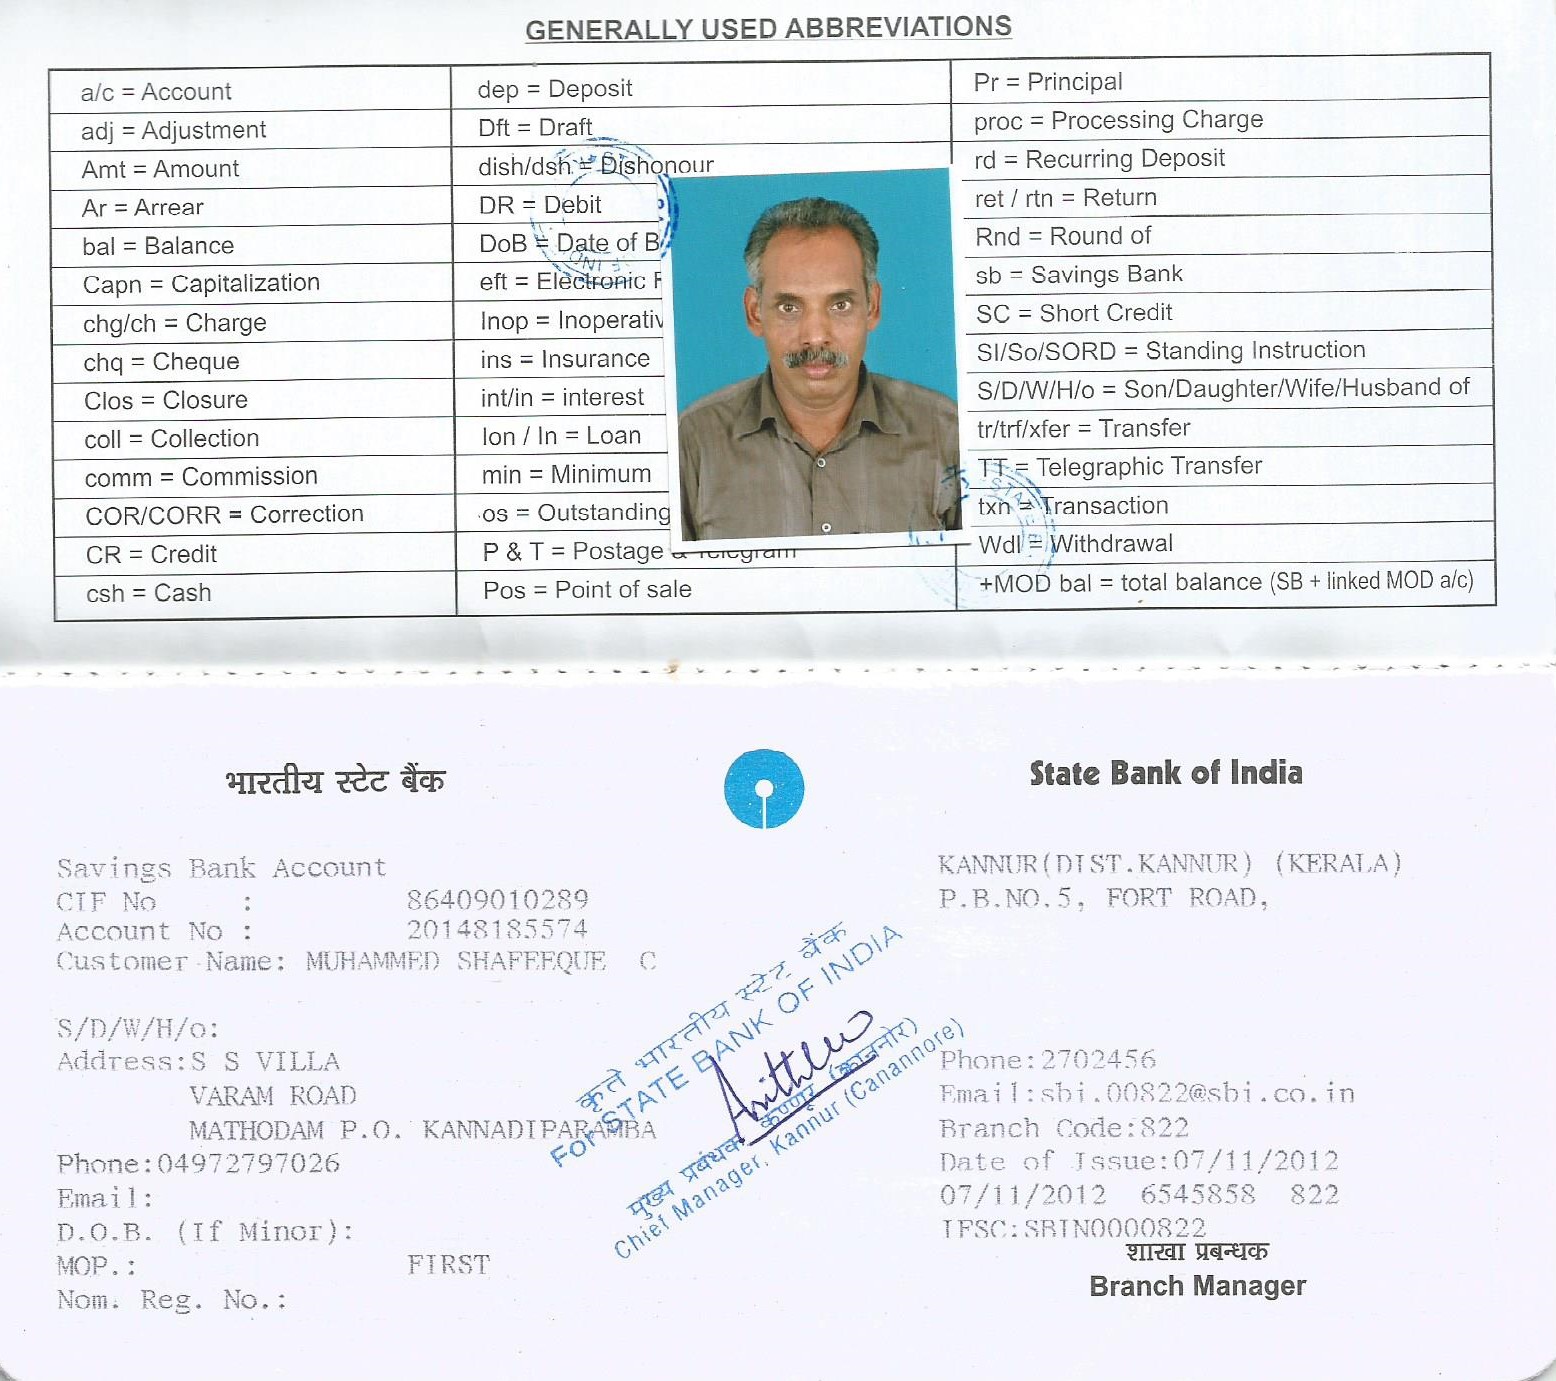 GENERALLY USED ABBREVIATIONS
a/c = Account
adj = Adjustment
Amt = Amount
Ar = Arrear
bal = Balance
Capn = Capitalization
chg/ch = Charge
chq = Cheque
Clos = Closure
coll = Collection
comm = Commission
COR/CORR = Correction
CR = Credit
csh = Cash
dep = Deposit
Dft = Draft
dish/dsh = Dishonour
DR = Debit
DoB = Date of B
eft = Electronic F
Inop = Inoperativ
ins = Insurance
int/in = interest
lon / ln = Loan
min = Minimum
os = Outstanding
P & T = Postage & Telegram
Pos = Point of sale
Pr = Principal
proc = Processing Charge
rd = Recurring Deposit
ret / rtn = Return
Rnd = Round of
sb = Savings Bank
SC = Short Credit
SI/So/SORD = Standing Instruction
S/D/W/H/o = Son/Daughter/Wife/Husband of
tr/trf/xfer = Transfer
TT = Telegraphic Transfer
txn = Transaction
Wdl = Withdrawal
+MOD bal = total balance (SB + linked MOD a/c)
भारतीय स्टेट बैंक
State Bank of India
Savings Bank Account
CIF No : 86409010289
Account No : 20148185574
Customer Name: MUHAMMED SHAFEEQUE C
S/D/W/H/o:
Address:S S VILLA
VARAM ROAD
MATHODAM P.O. KANNADIPARAMBA
Phone:04972797026
Email:
D.O.B. (If Minor):
MOP.: FIRST
Nom. Reg. No.:
कृते भारतीय स्टेट बैंक
For STATE BANK OF INDIA
मुख्य प्रबंधक कण्णूर (काननोर)
Chief Manager, Kannur (Canannore)
KANNUR(DIST.KANNUR) (KERALA)
P.B.NO.5, FORT ROAD,
Phone:2702456
Email:sbi.00822@sbi.co.in
Branch Code:822
Date of Issue:07/11/2012
07/11/2012 6545858 822
IFSC:SBIN0000822
शाखा प्रबन्धक
Branch Manager